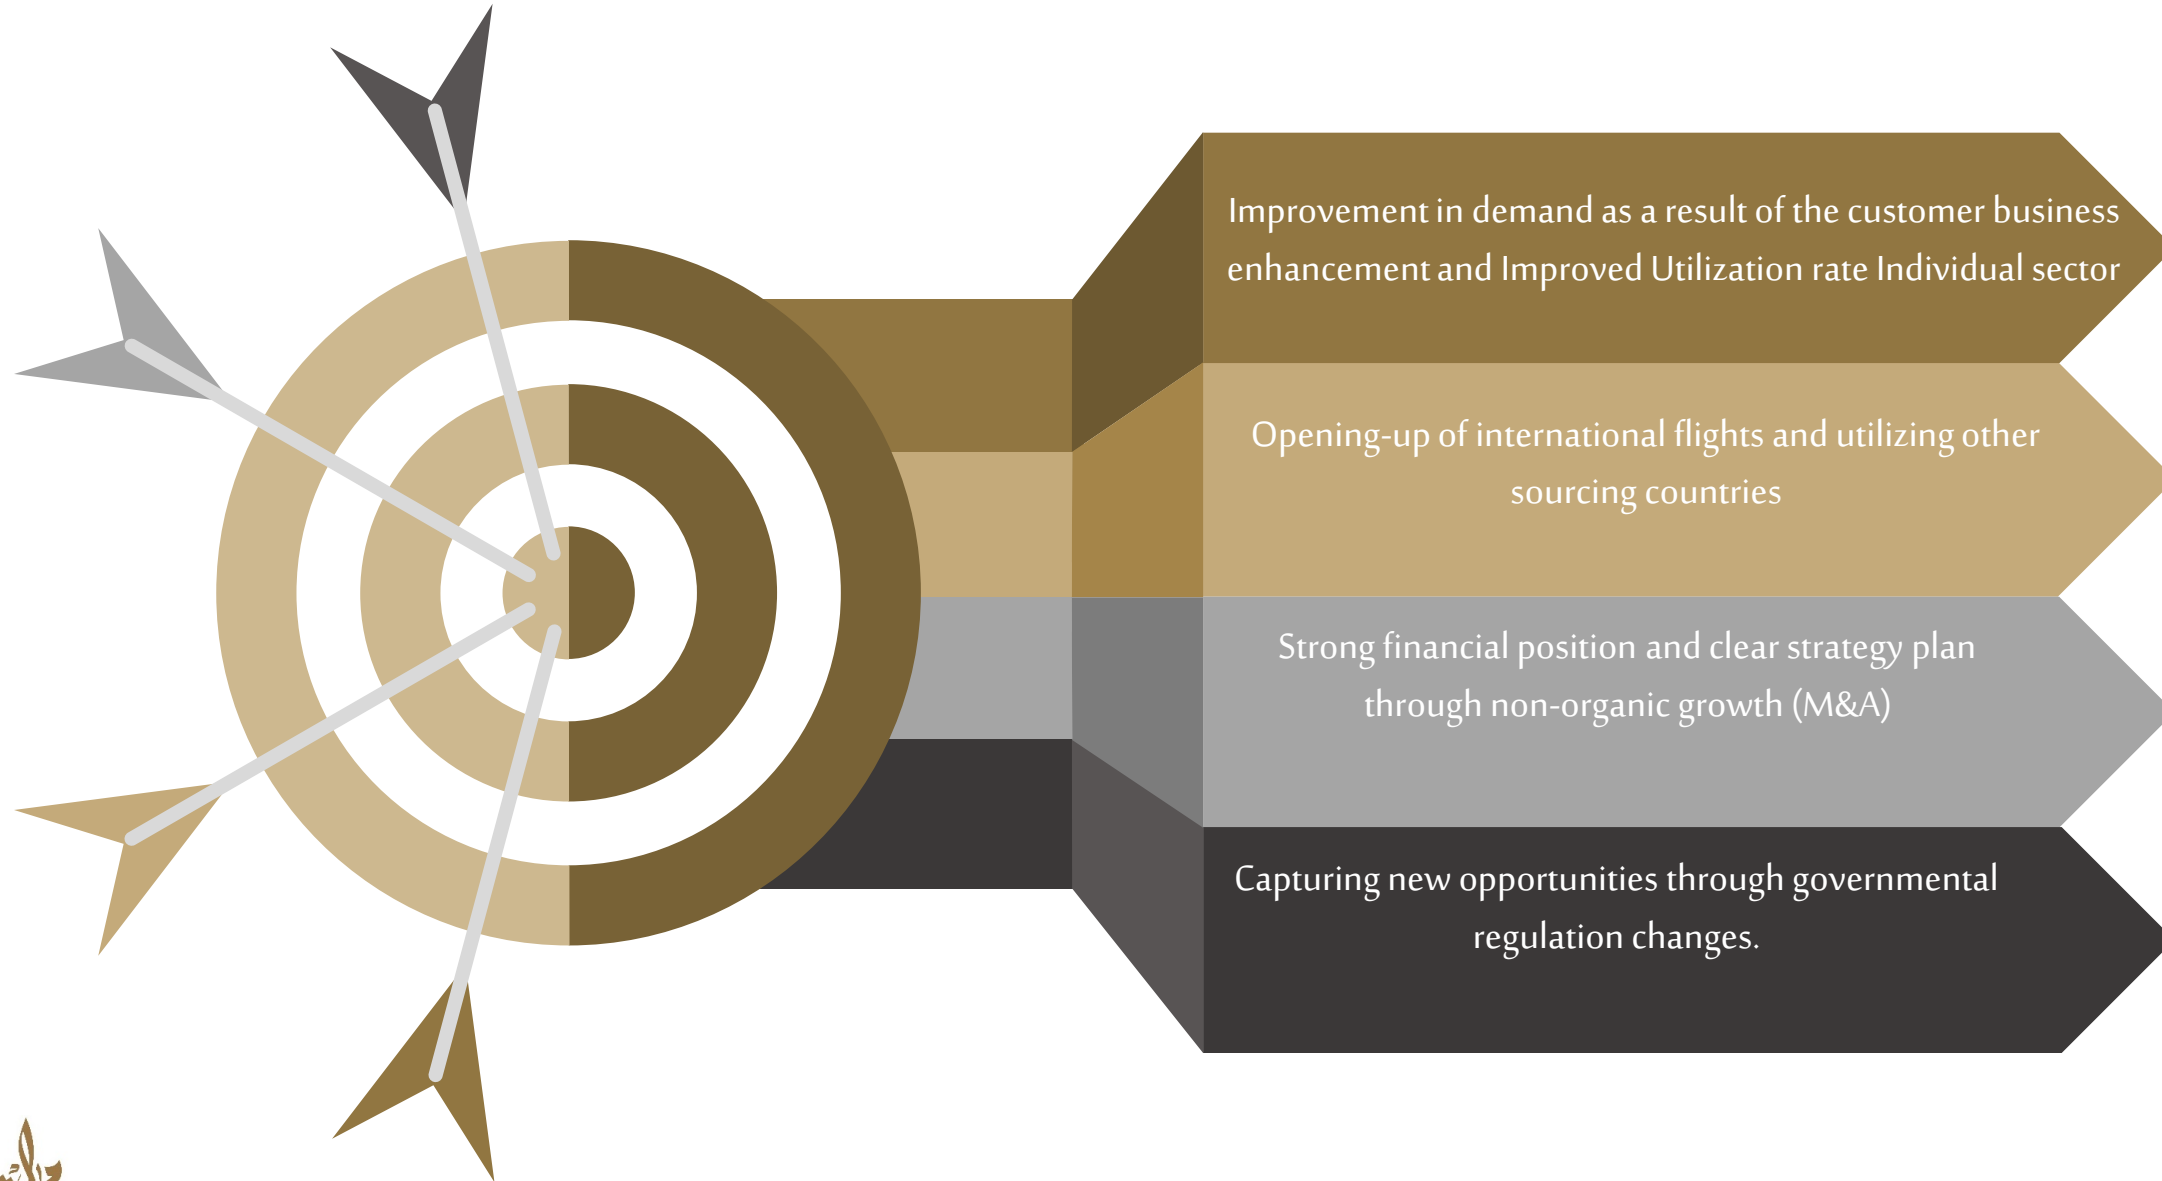 Improvement in demand as a result of the customer business
enhancement and Improved Utilization rate Individual sector
Opening-up of international flights and utilizing other
sourcing countries
Strong financial position and clear strategy plan
through non-organic growth (M&A)
Capturing new opportunities through governmental
regulation changes.